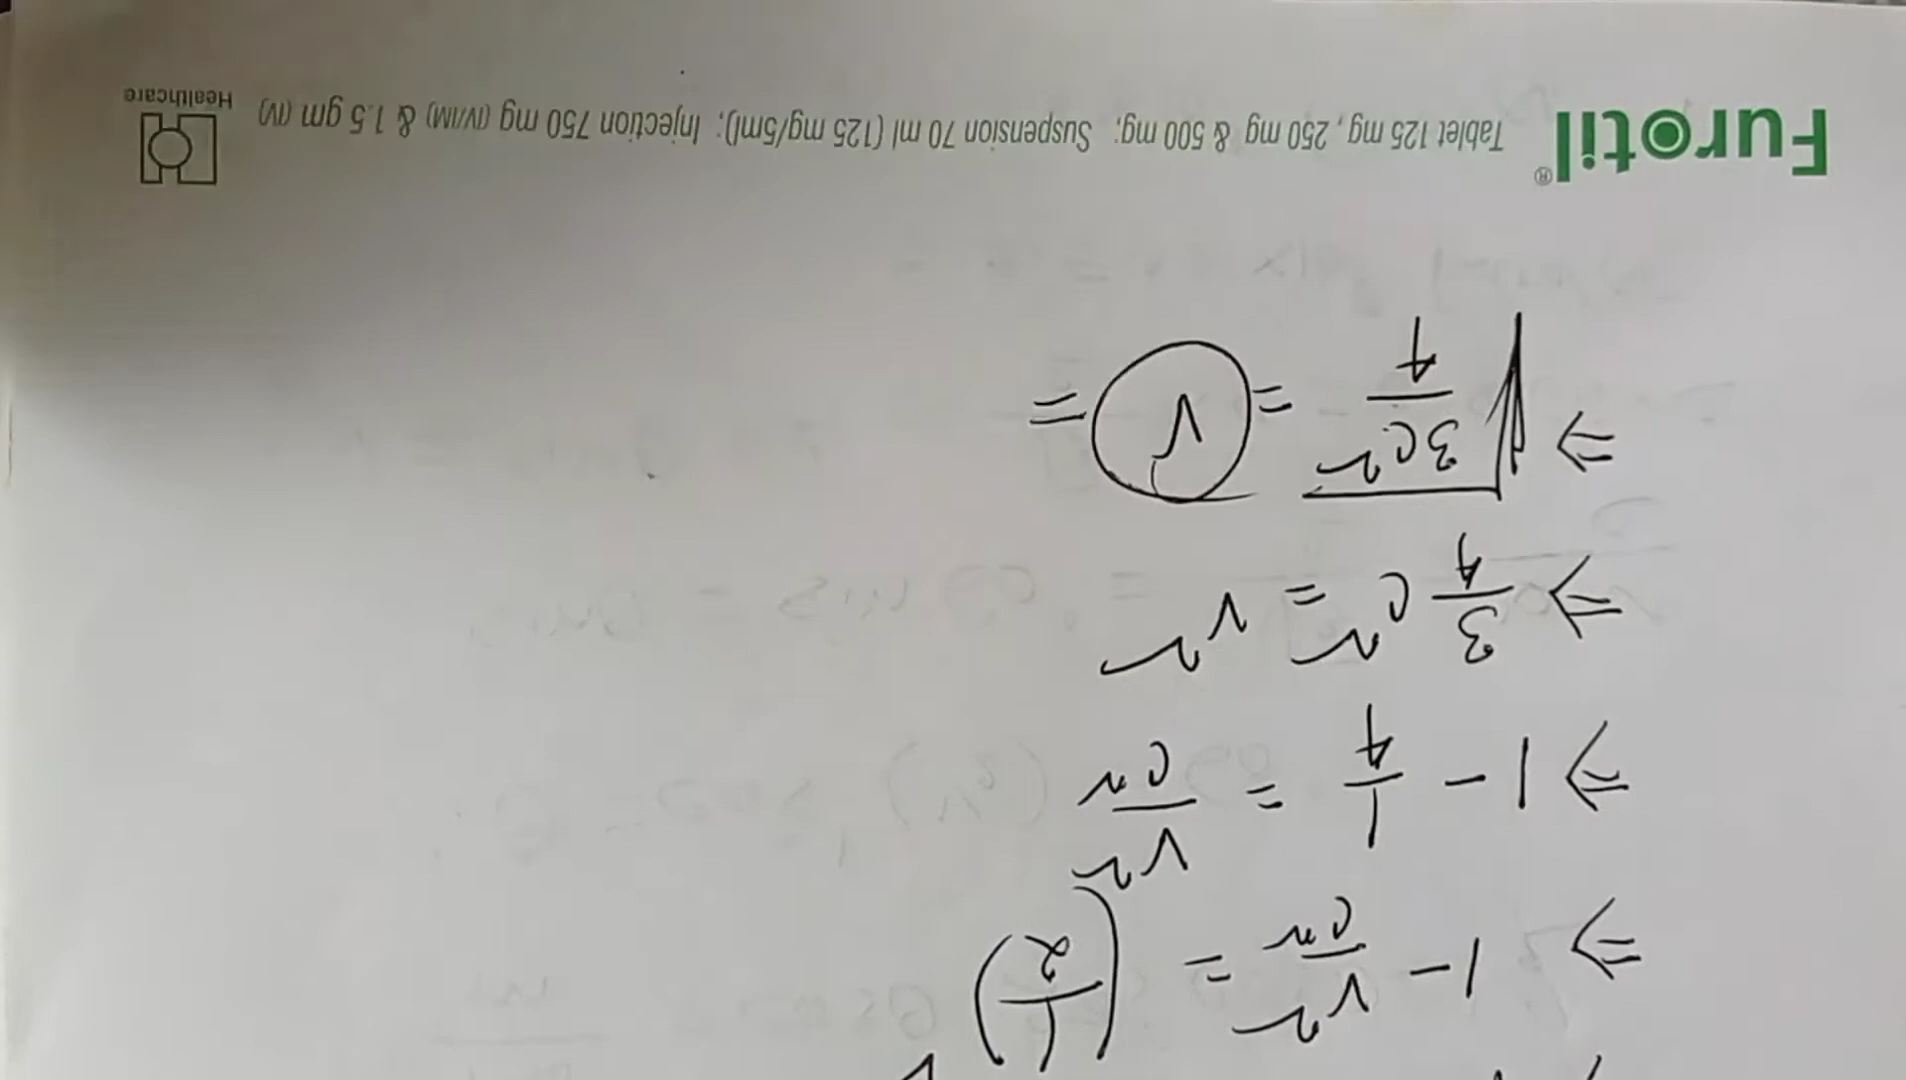 ⇒ 1 - v²/c² = (1/2)
⇒ 1 - 1/4 = v²/c²
⇒ 3/4 c² = v²
⇒ √(3c²/4) = v =
Furotil® Tablet 125 mg, 250 mg & 500 mg; Suspension 70 ml (125 mg/5ml); Injection 750 mg (IV/IM) & 1.5 gm (IV)
Healthcare